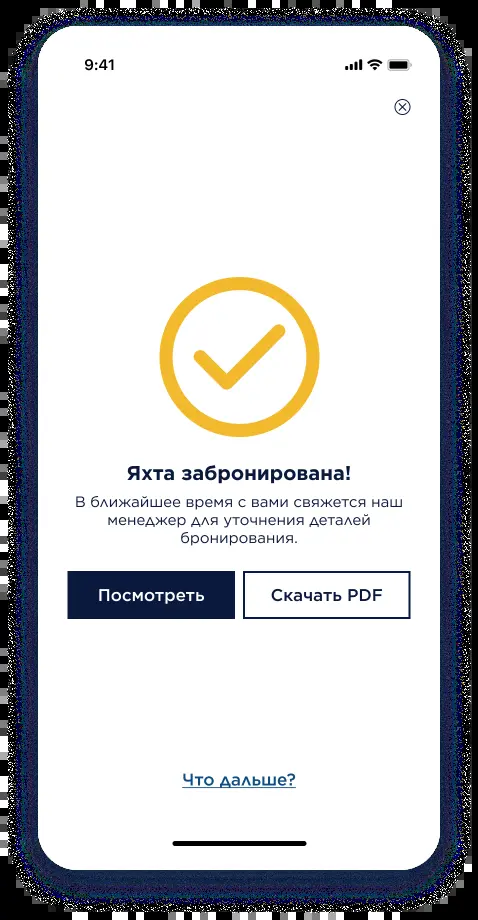 9:41
Яхта забронирована!
В ближайшее время с вами свяжется наш
менеджер для уточнения деталей
бронирования.
Посмотреть
Скачать PDF
Что дальше?